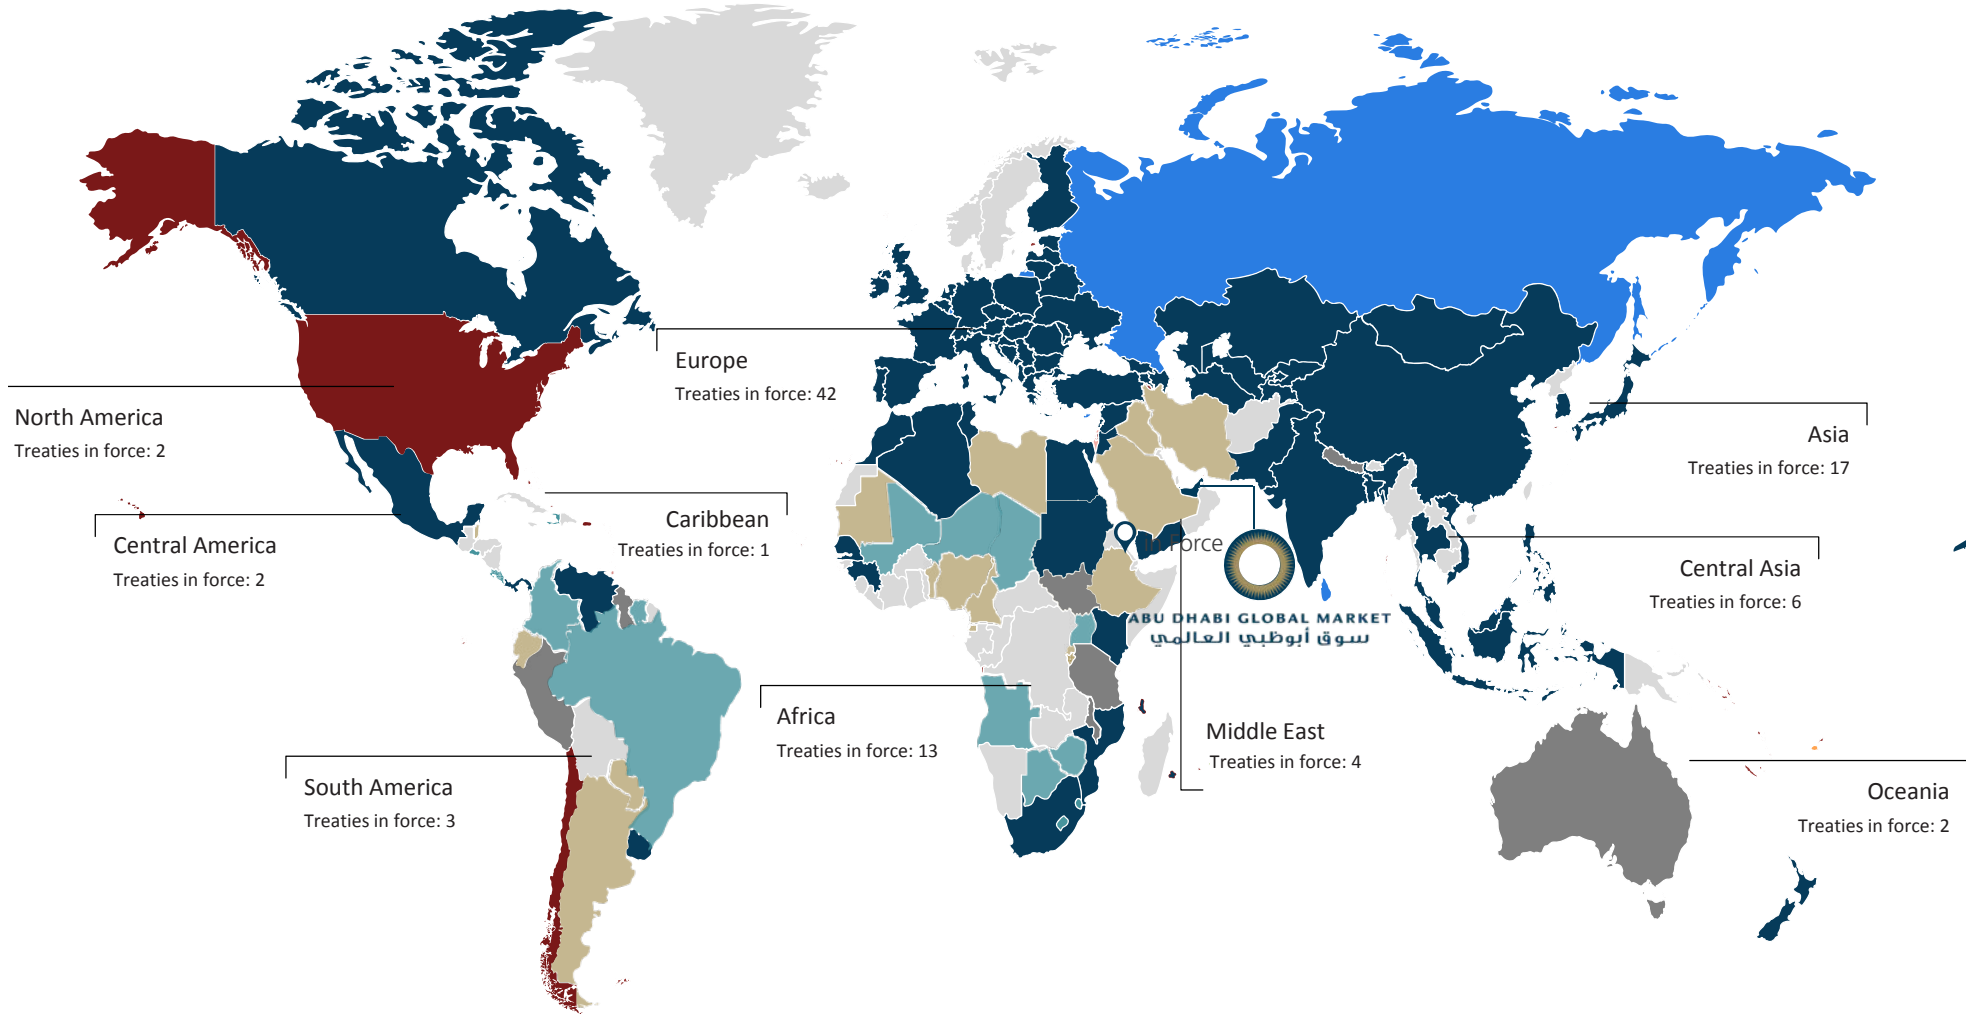 Europe
Treaties in force: 42
North America
Treaties in force: 2
Asia
Treaties in force: 17
Caribbean
Treaties in force: 1
Central America
Treaties in force: 2
In Force
Central Asia
Treaties in force: 6
ABU DHABI GLOBAL MARKET
سوق أبوظبي العالمي
Africa
Treaties in force: 13
Middle East
Treaties in force: 4
South America
Treaties in force: 3
Oceania
Treaties in force: 2